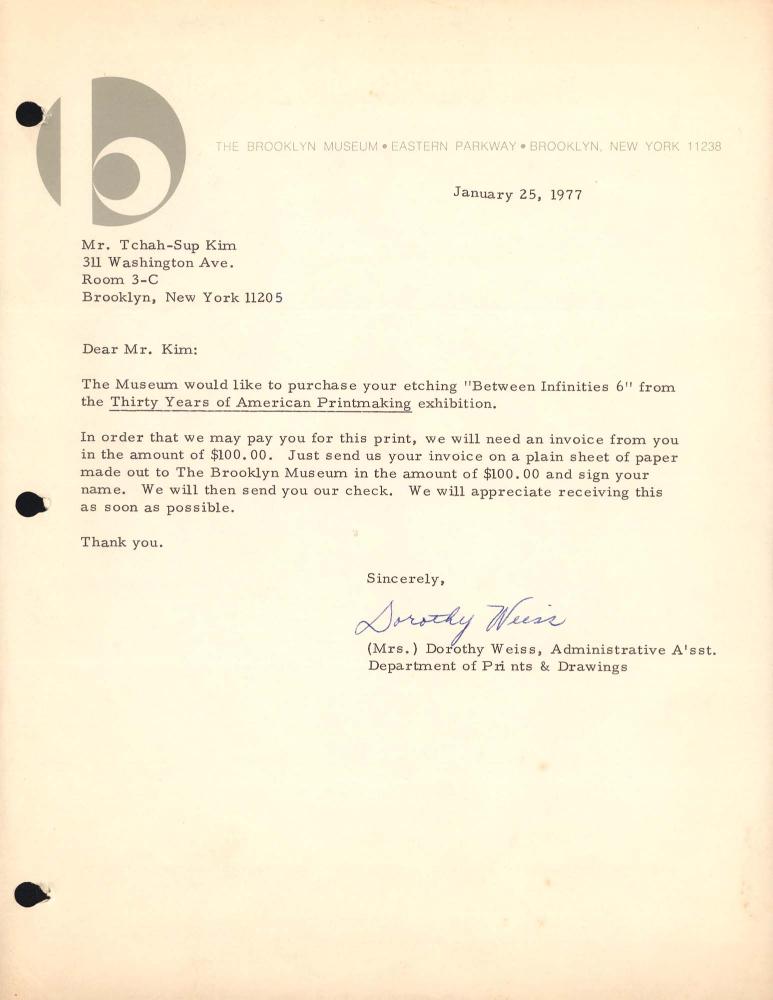 b
THE BROOKLYN MUSEUM • EASTERN PARKWAY • BROOKLYN, NEW YORK 11238
January 25, 1977
Mr. Tchah-Sup Kim
311 Washington Ave.
Room 3-C
Brooklyn, New York 11205
Dear Mr. Kim:
The Museum would like to purchase your etching "Between Infinities 6" from
the Thirty Years of American Printmaking exhibition.
In order that we may pay you for this print, we will need an invoice from you
in the amount of $100.00. Just send us your invoice on a plain sheet of paper
made out to The Brooklyn Museum in the amount of $100.00 and sign your
name. We will then send you our check. We will appreciate receiving this
as soon as possible.
Thank you.
Sincerely,
Dorothy Weiss
(Mrs.) Dorothy Weiss, Administrative A'sst.
Department of Pri nts & Drawings